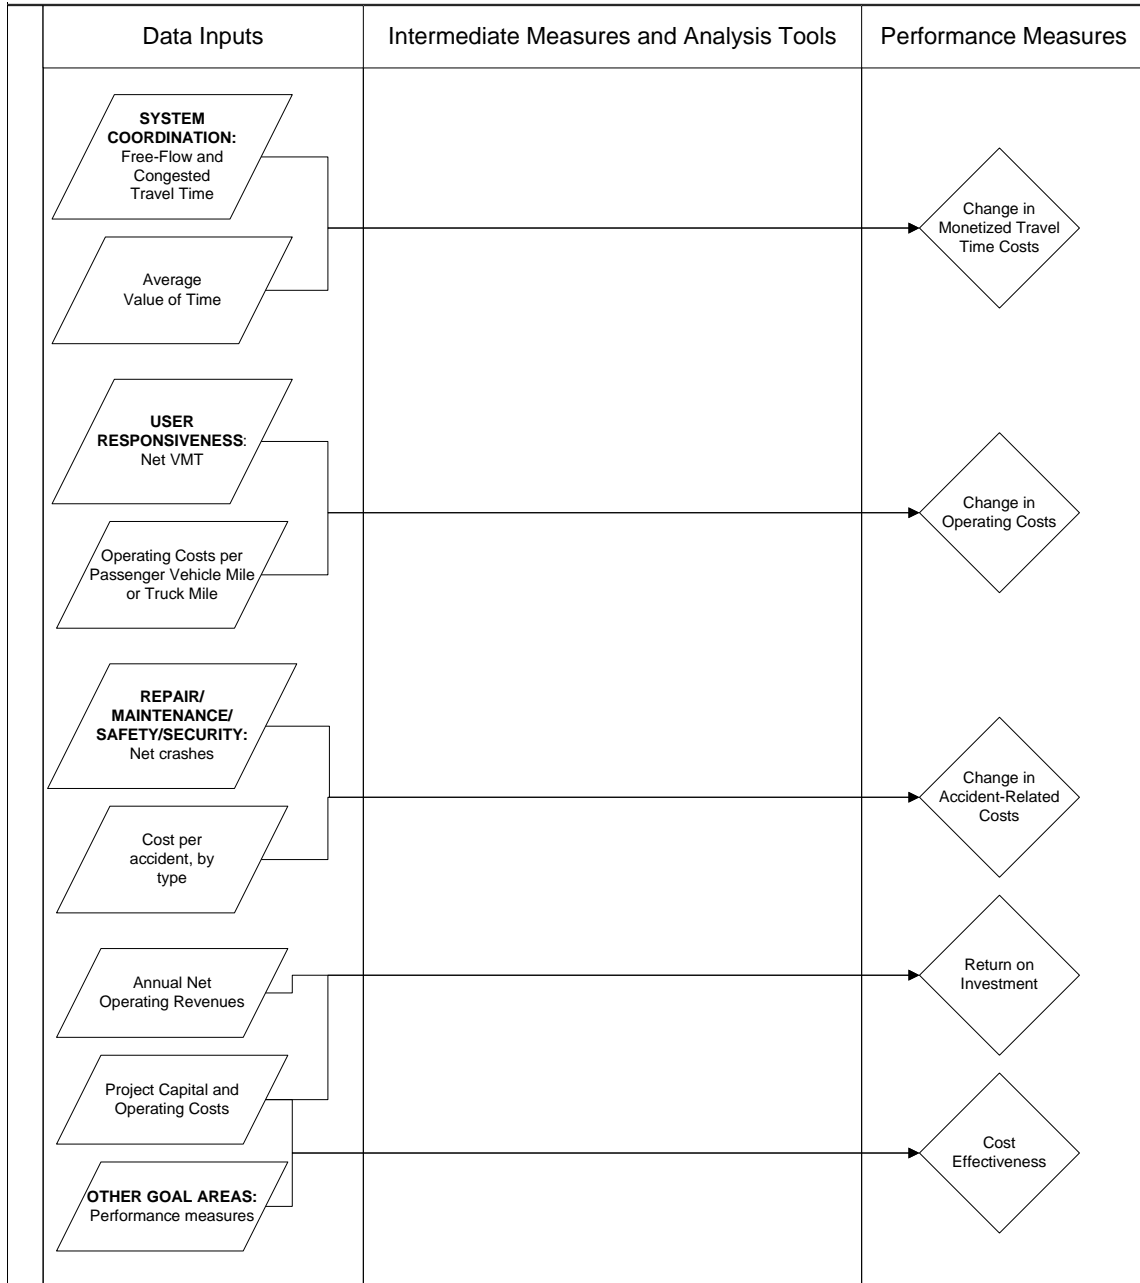 Data Inputs
Intermediate Measures and Analysis Tools
Performance Measures
SYSTEM
COORDINATION:
Free-Flow and
Congested
Travel Time
Average
Value of Time
Change in
Monetized Travel
Time Costs
USER
RESPONSIVENESS:
Net VMT
Operating Costs per
Passenger Vehicle Mile
or Truck Mile
Change in
Operating Costs
REPAIR/
MAINTENANCE/
SAFETY/SECURITY:
Net crashes
Cost per
accident, by
type
Change in
Accident-Related
Costs
Annual Net
Operating Revenues
Return on
Investment
Project Capital and
Operating Costs
OTHER GOAL AREAS:
Performance measures
Cost
Effectiveness